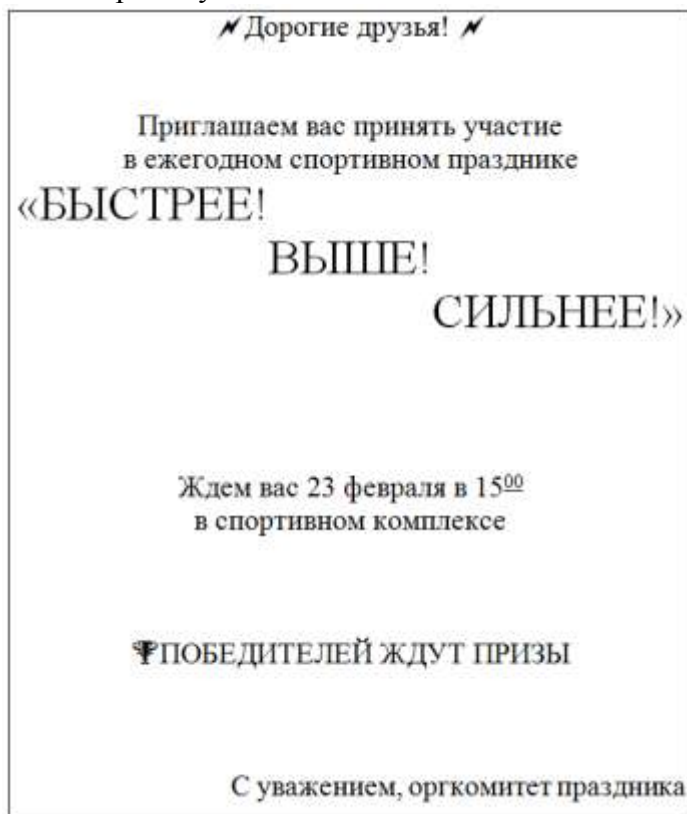 Дорогие друзья!
Приглашаем вас принять участие
в ежегодном спортивном празднике
«БЫСТРЕЕ!
ВЫШЕ!
СИЛЬНЕЕ!»
Ждем вас 23 февраля в 15⁰⁰
в спортивном комплексе
🏆ПОБЕДИТЕЛЕЙ ЖДУТ ПРИЗЫ
С уважением, оргкомитет праздника